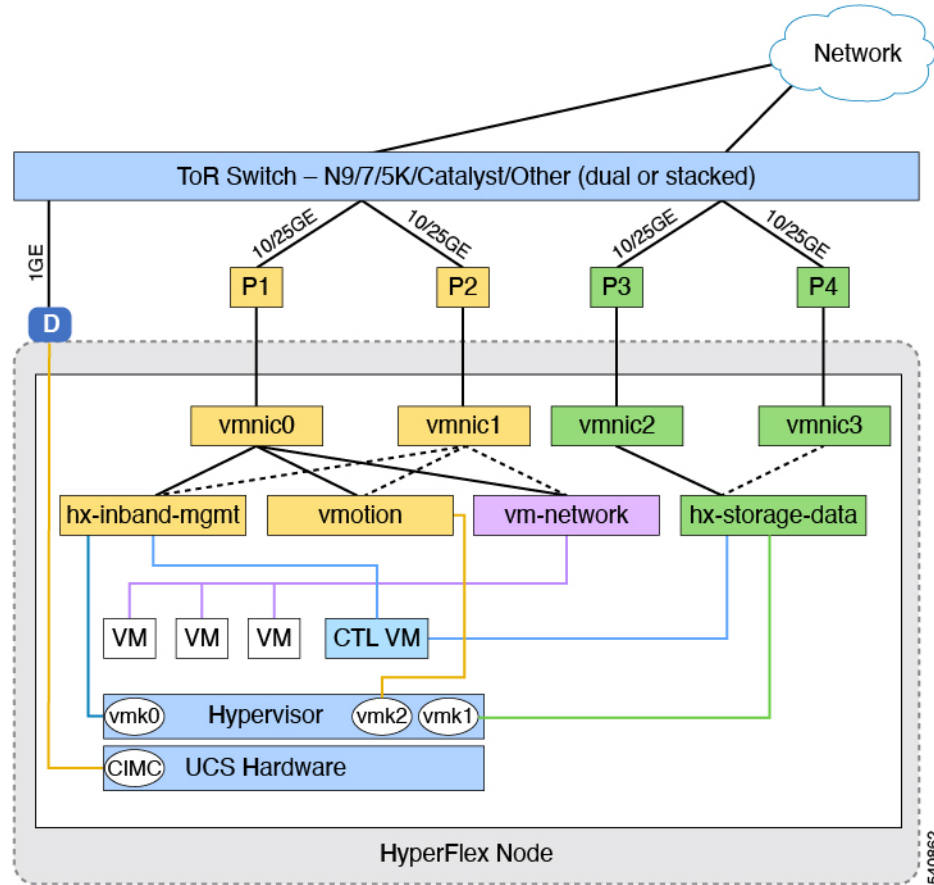 Network
ToR Switch – N9/7/5K/Catalyst/Other (dual or stacked)
1GE
10/25GE
10/25GE
10/25GE
10/25GE
P1
P2
P3
P4
D
vmnic0
vmnic1
vmnic2
vmnic3
hx-inband-mgmt
vmotion
vm-network
hx-storage-data
VM
VM
VM
CTL VM
vmk0
Hypervisor
vmk2
vmk1
CIMC
UCS Hardware
HyperFlex Node
540862